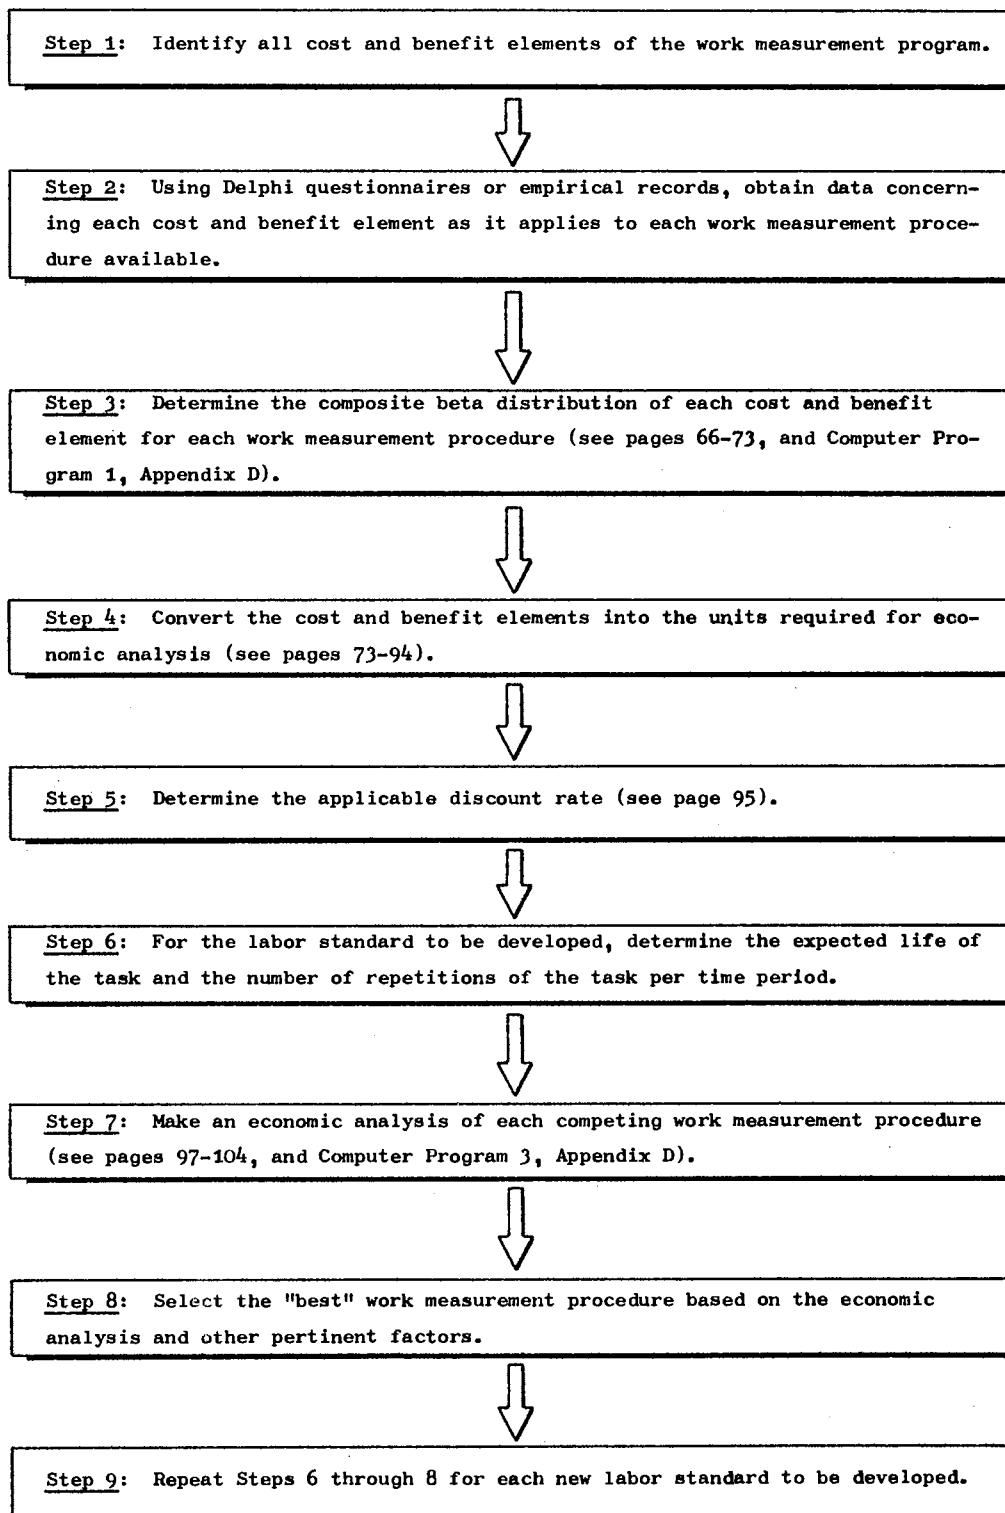 Step 1: Identify all cost and benefit elements of the work measurement program.
Step 2: Using Delphi questionnaires or empirical records, obtain data concern-
ing each cost and benefit element as it applies to each work measurement proce-
dure available.
Step 3: Determine the composite beta distribution of each cost and benefit
element for each work measurement procedure (see pages 66-73, and Computer Pro-
gram 1, Appendix D).
Step 4: Convert the cost and benefit elements into the units required for eco-
nomic analysis (see pages 73-94).
Step 5: Determine the applicable discount rate (see page 95).
Step 6: For the labor standard to be developed, determine the expected life of
the task and the number of repetitions of the task per time period.
Step 7: Make an economic analysis of each competing work measurement procedure
(see pages 97-104, and Computer Program 3, Appendix D).
Step 8: Select the "best" work measurement procedure based on the economic
analysis and other pertinent factors.
Step 9: Repeat Steps 6 through 8 for each new labor standard to be developed.